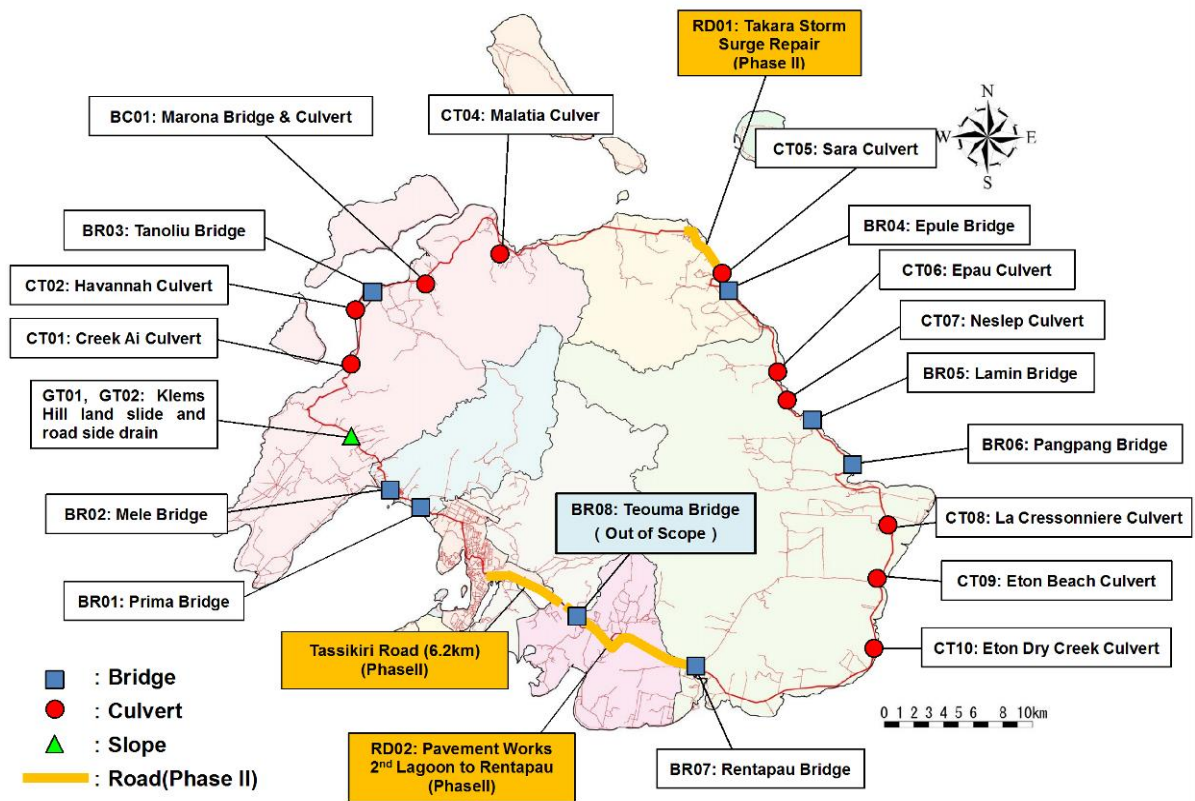 RD01: Takara Storm
Surge Repair
(Phase II)
BC01: Marona Bridge & Culvert
CT04: Malatia Culver
N
W
E
S
CT05: Sara Culvert
BR03: Tanoliu Bridge
BR04: Epule Bridge
CT02: Havannah Culvert
CT06: Epau Culvert
CT01: Creek Ai Culvert
CT07: Neslep Culvert
GT01, GT02: Klems
Hill land slide and
road side drain
BR05: Lamin Bridge
BR06: Pangpang Bridge
BR02: Mele Bridge
BR08: Teouma Bridge
( Out of Scope )
CT08: La Cressonniere Culvert
CT09: Eton Beach Culvert
BR01: Prima Bridge
Tassikiri Road (6.2km)
(PhaseII)
CT10: Eton Dry Creek Culvert
: Bridge
: Culvert
: Slope
: Road(Phase II)
0 1 2 3 4 5 6 8 10km
RD02: Pavement Works
2nd Lagoon to Rentapau
(PhaseII)
BR07: Rentapau Bridge